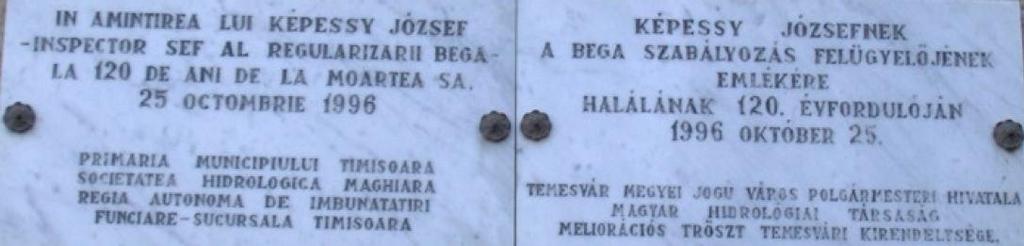 IN AMINTIREA LUI KÉPESSY JÓZSEF
-INSPECTOR SEF AL REGULARIZARII BEGA-
LA 120 DE ANI DE LA MOARTEA SA.
25 OCTOMBRIE 1996
PRIMARIA MUNICIPIULUI TIMISOARA
SOCIETATEA HIDROLOGICA MAGHIARA
REGIA AUTONOMA DE IMBUNATATIRI
FUNCIARE-SUCURSALA TIMISOARA
KÉPESSY JÓZSEFNEK
A BEGA SZABÁLYOZÁS FELÜGYELŐJÉNEK
EMLÉKÉRE
HALÁLÁNAK 120. ÉVFORDULÓJÁN
1996 OKTÓBER 25.
TEMESVÁR MEGYEI JOGÚ VÁROS POLGÁRMESTERI HIVATALA
MAGYAR HIDROLÓGIAI TÁRSASÁG
MELIORÁCIÓS TRÖSZT TEMESVÁRI KIRENDELTSÉGE.